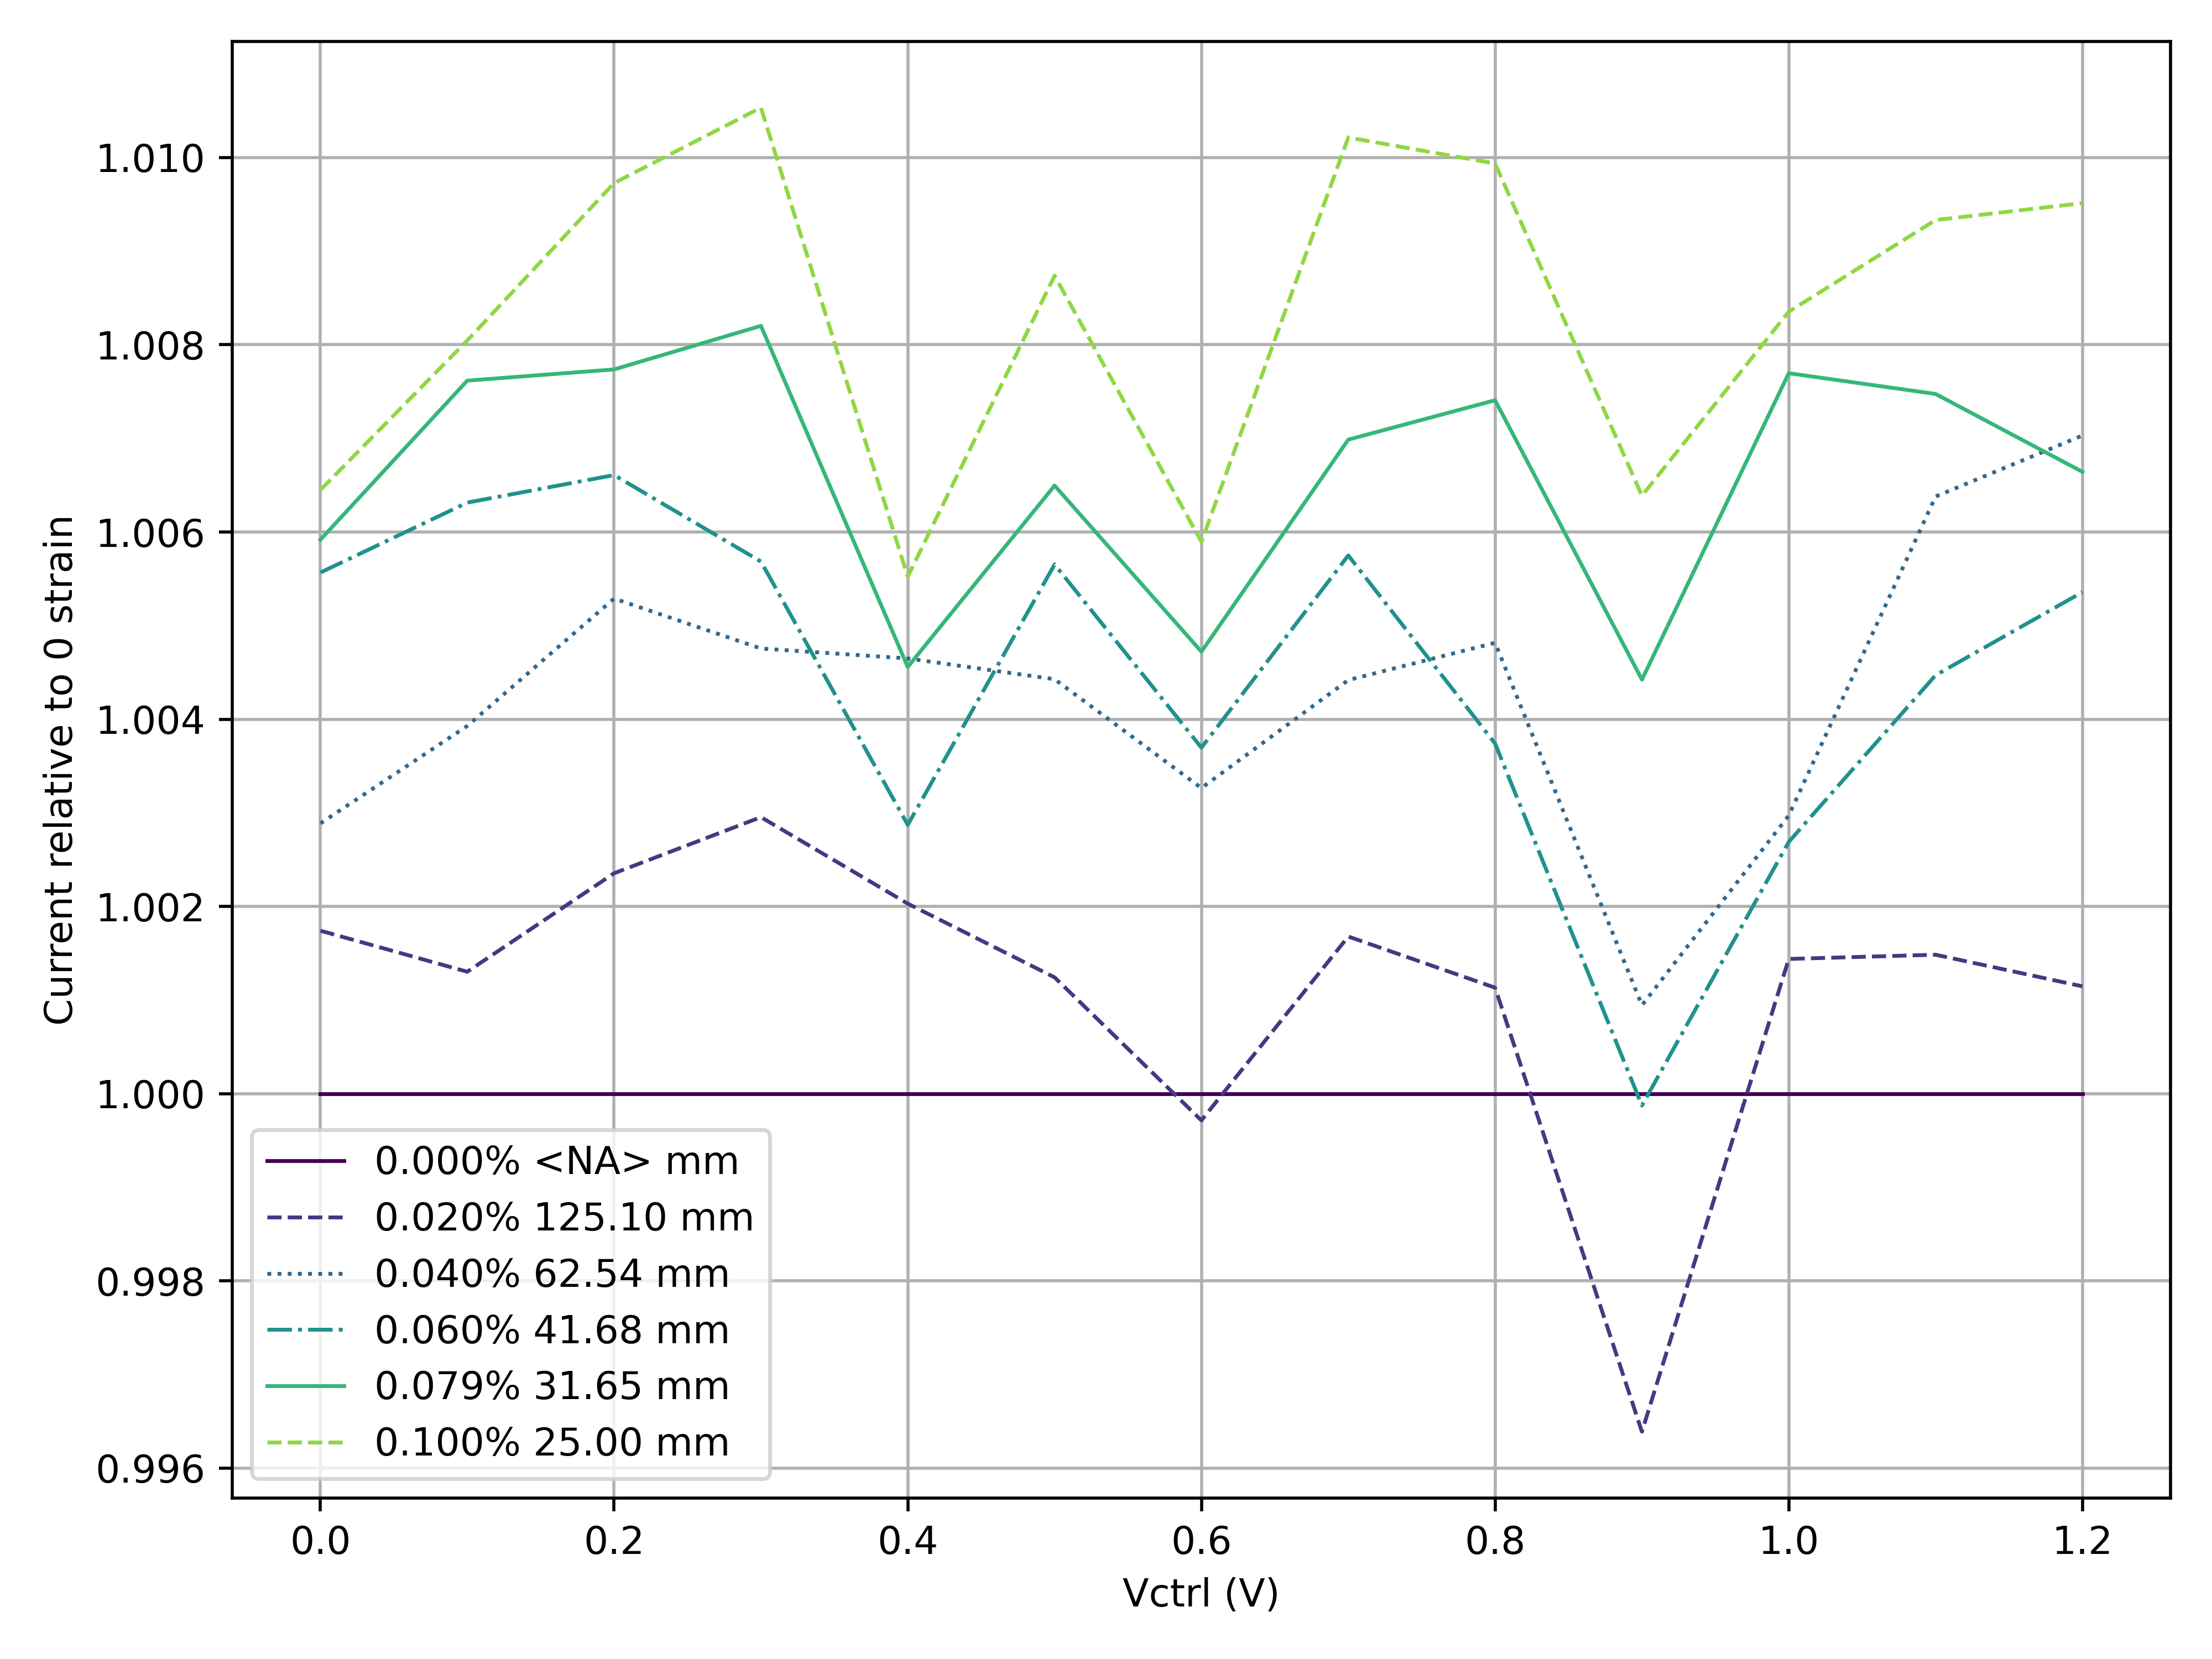 1.010
1.008
1.006
1.004
1.002
1.000
0.998
0.996
Current relative to 0 strain
0.000% <NA> mm
0.020% 125.10 mm
0.040% 62.54 mm
0.060% 41.68 mm
0.079% 31.65 mm
0.100% 25.00 mm
0.0 0.2 0.4 0.6 0.8 1.0 1.2
Vctrl (V)